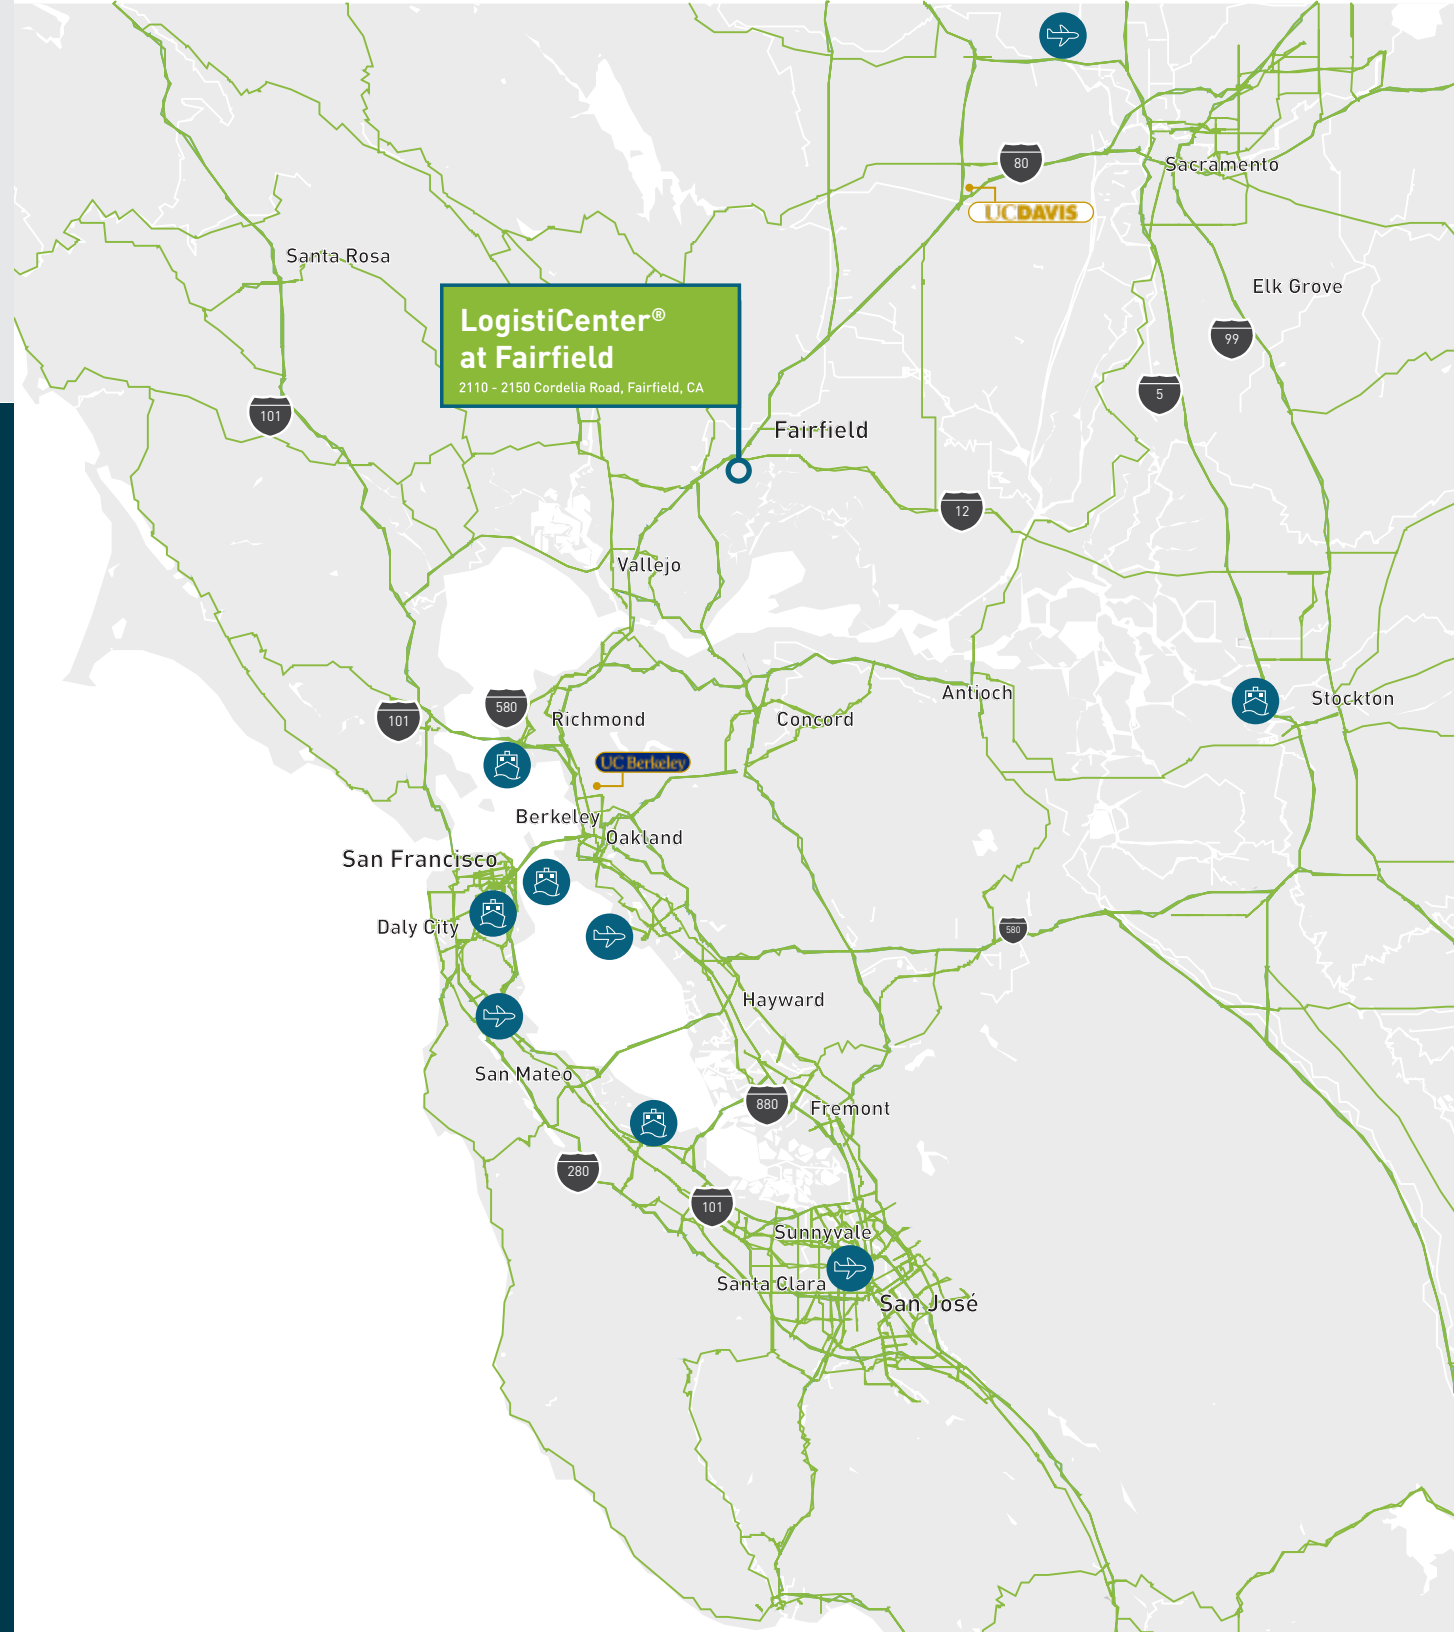 80
Sacramento
UCDAVIS
Santa Rosa
Elk Grove
LogistiCenter®
at Fairfield
2110 - 2150 Cordelia Road, Fairfield, CA
99
5
101
Fairfield
12
Vallejo
Antioch
Stockton
580
101
Richmond
Concord
UC Berkeley
Berkeley
Oakland
San Francisco
Daly City
580
Hayward
San Mateo
880
Fremont
280
101
Sunnyvale
Santa Clara
San José